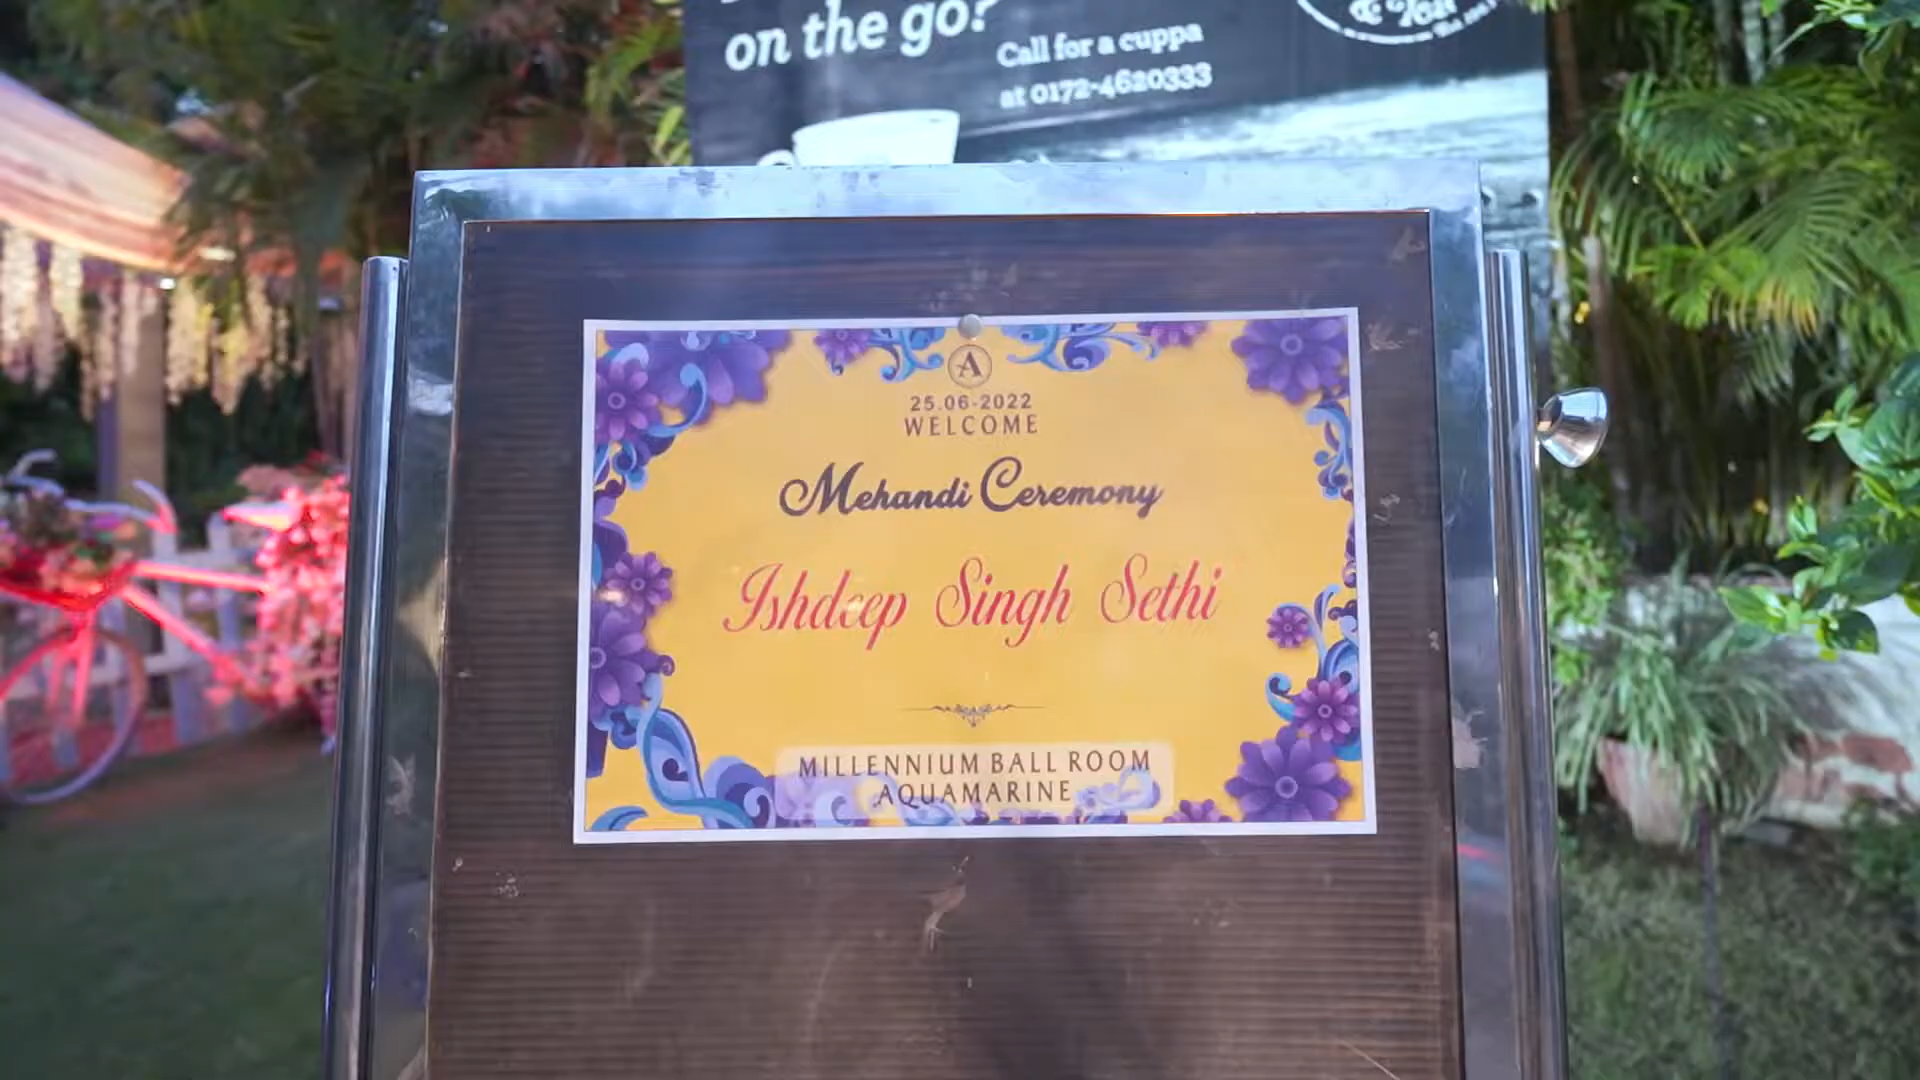 on the go?
Call for a cuppa
at 0172-4620333
A
25.06-2022
WELCOME
Mehandi Ceremony
Ishdeep Singh Sethi
MILLENNIUM BALL ROOM
AQUAMARINE